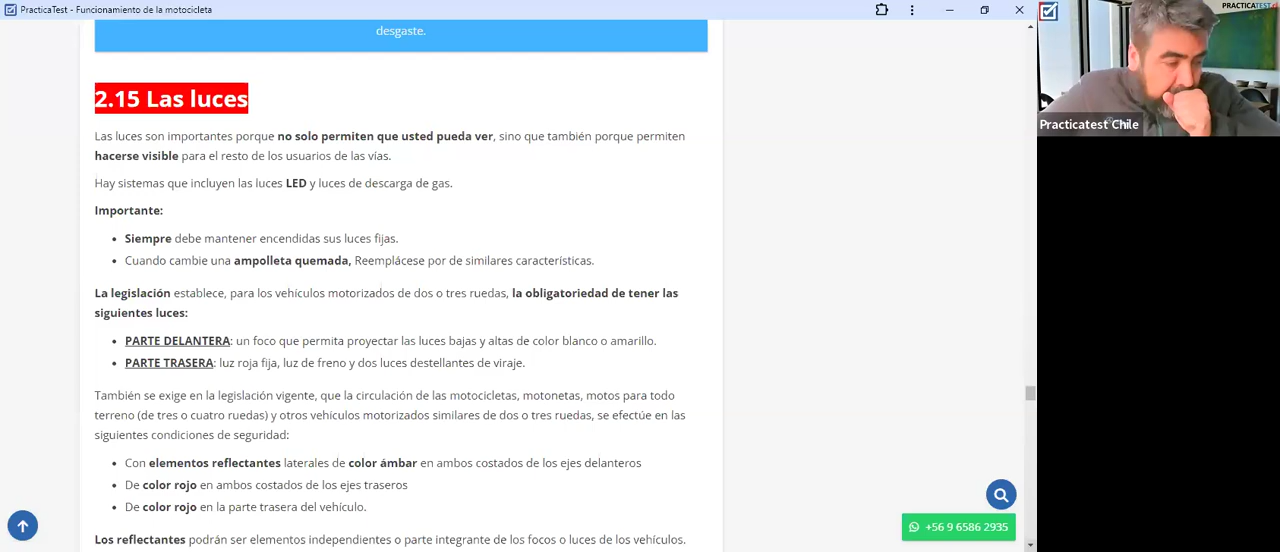 PracticaTest - Funcionamiento de la motocicleta
PRACTICATEST
desgaste.
2.15 Las luces
Practicatest Chile
Las luces son importantes porque no solo permiten que usted pueda ver, sino que también porque permiten
hacerse visible para el resto de los usuarios de las vías.
Hay sistemas que incluyen las luces LED y luces de descarga de gas.
Importante:
• Siempre debe mantener encendidas sus luces fijas.
• Cuando cambie una ampolleta quemada, Reemplácese por de similares características.
La legislación establece, para los vehículos motorizados de dos o tres ruedas, la obligatoriedad de tener las
siguientes luces:
• PARTE DELANTERA: un foco que permita proyectar las luces bajas y altas de color blanco o amarillo.
• PARTE TRASERA: luz roja fija, luz de freno y dos luces destellantes de viraje.
También se exige en la legislación vigente, que la circulación de las motocicletas, motonetas, motos para todo
terreno (de tres o cuatro ruedas) y otros vehículos motorizados similares de dos o tres ruedas, se efectúe en las
siguientes condiciones de seguridad:
• Con elementos reflectantes laterales de color ámbar en ambos costados de los ejes delanteros
• De color rojo en ambos costados de los ejes traseros
• De color rojo en la parte trasera del vehículo.
+56 9 6586 2935
Los reflectantes podrán ser elementos independientes o parte integrante de los focos o luces de los vehículos.